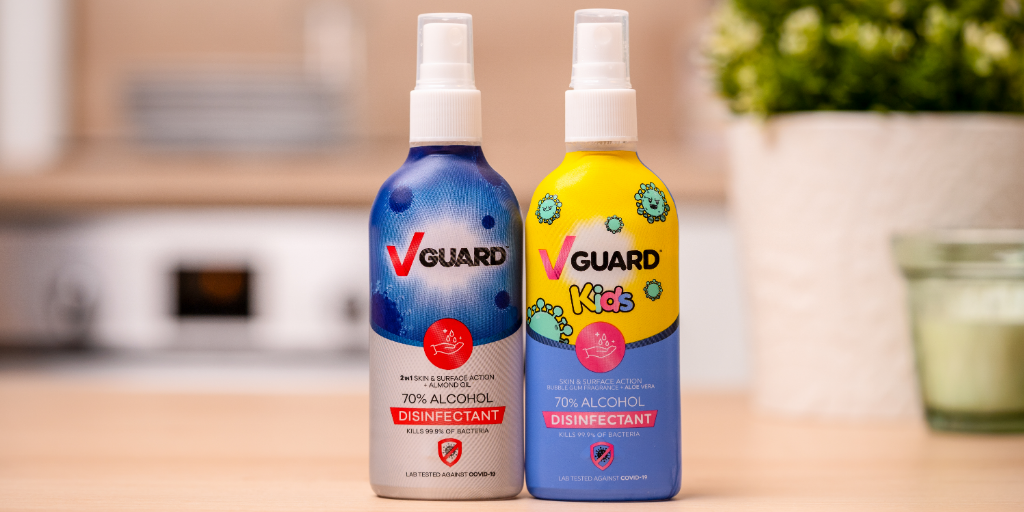 VGUARD™
2in1 SKIN & SURFACE ACTION
+ ALMOND OIL
70% ALCOHOL
DISINFECTANT
KILLS 99.9% OF BACTERIA
LAB TESTED AGAINST COVID-19
VGUARD™
Kids
SKIN & SURFACE ACTION
BUBBLE GUM FRAGRANCE + ALOE VERA
70% ALCOHOL
DISINFECTANT
KILLS 99.9% OF BACTERIA
LAB TESTED AGAINST COVID-19